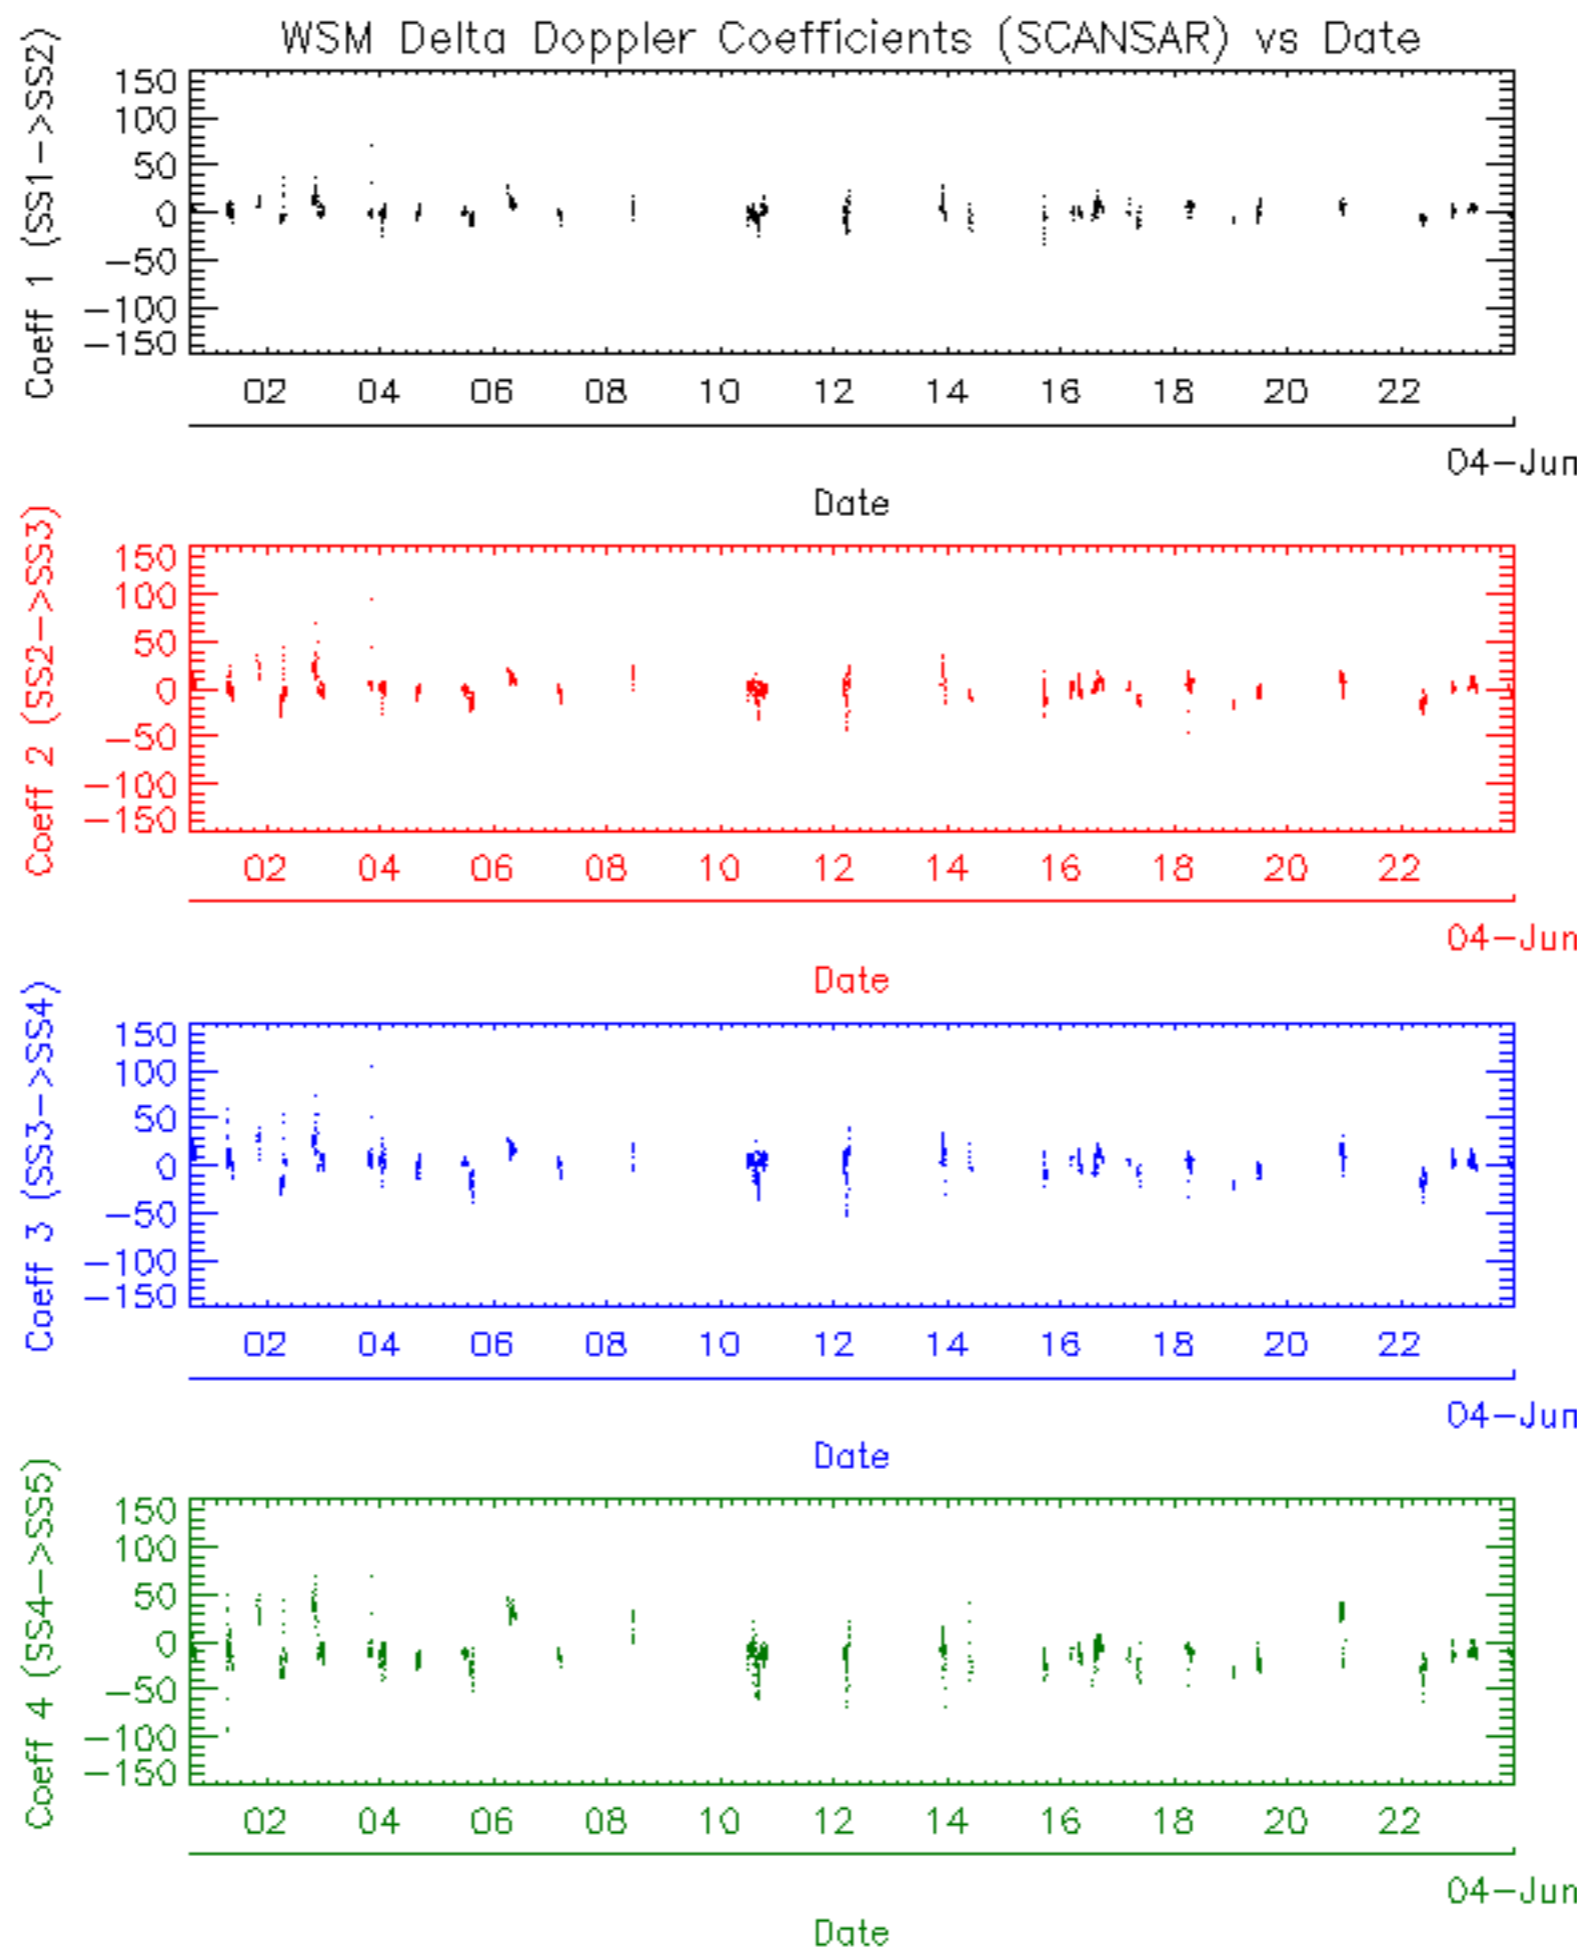 WSM Delta Doppler Coefficients (SCANSAR) vs Date
Coeff 1 (SS1->SS2)
150
100
50
0
-50
-100
-150
02 04 06 08 10 12 14 16 18 20 22
04-Jun
Date
Coeff 2 (SS2->SS3)
150
100
50
0
-50
-100
-150
02 04 06 08 10 12 14 16 18 20 22
04-Jun
Date
Coeff 3 (SS3->SS4)
150
100
50
0
-50
-100
-150
02 04 06 08 10 12 14 16 18 20 22
04-Jun
Date
Coeff 4 (SS4->SS5)
150
100
50
0
-50
-100
-150
02 04 06 08 10 12 14 16 18 20 22
04-Jun
Date